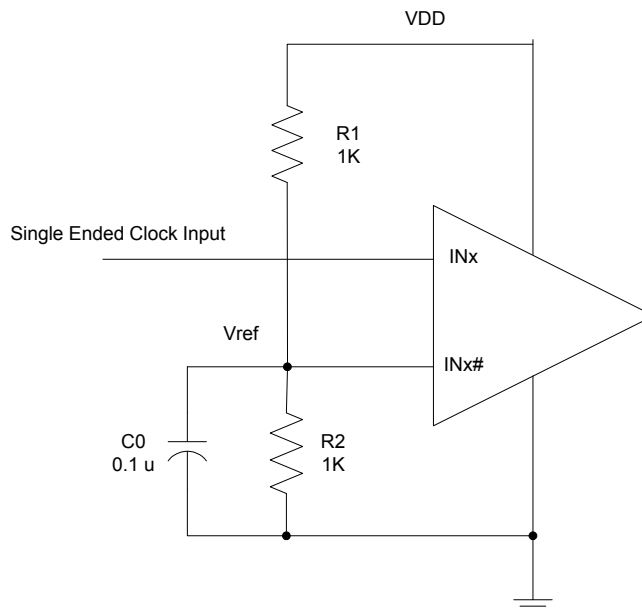 VDD
R1
1K
Single Ended Clock Input
INx
Vref
INx#
C0
0.1 u
R2
1K